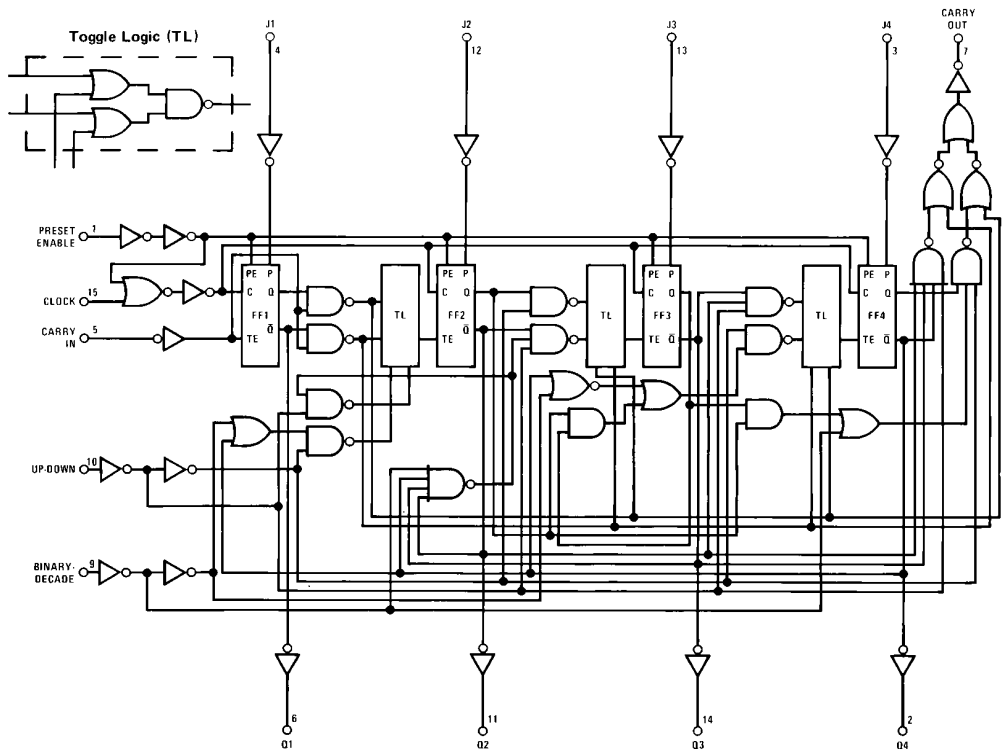 Toggle Logic (TL)
J1
4
J2
12
J3
13
J4
3
CARRY
OUT
7
PRESET
ENABLE
1
PE P
C Q
FF1
TE Q̅
TL
PE P
C Q
FF2
TE Q̅
TL
PE P
C Q
FF3
TE Q̅
TL
PE P
C Q
FF4
TE Q̅
CLOCK
15
CARRY
IN
5
UP-DOWN
10
BINARY-
DECADE
9
6
Q1
11
Q2
14
Q3
2
Q4